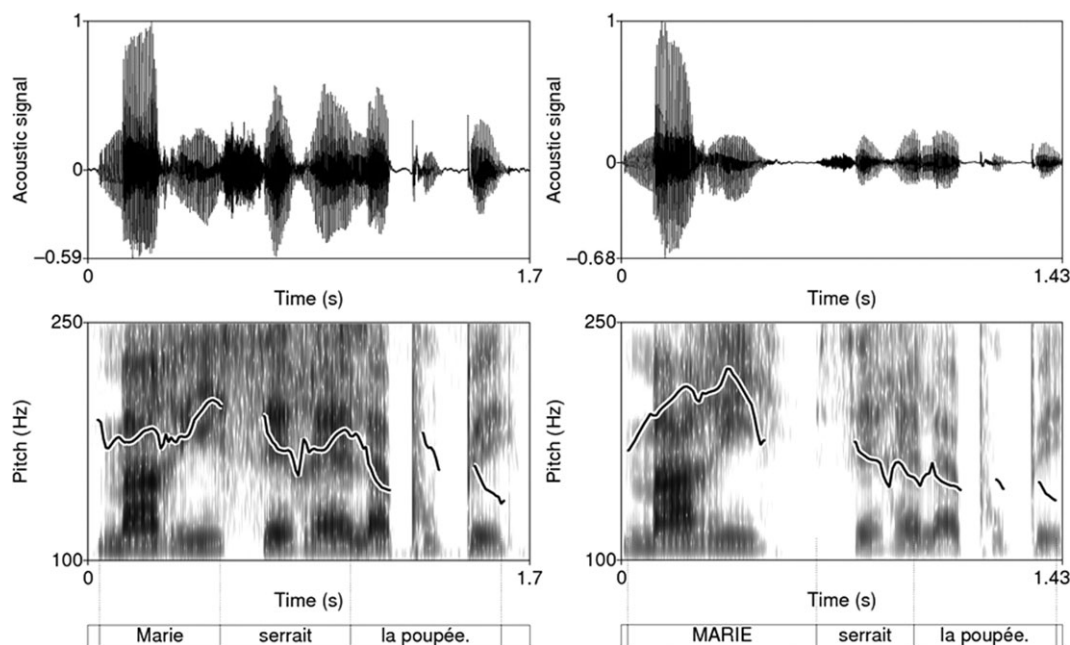 1
Acoustic signal
0
−0.59
0
1.7
Time (s)
250
Pitch (Hz)
100
0
1.7
Time (s)
Marie serrait la poupée.
1
Acoustic signal
0
−0.68
0
1.43
Time (s)
250
Pitch (Hz)
100
0
1.43
Time (s)
MARIE serrait la poupée.